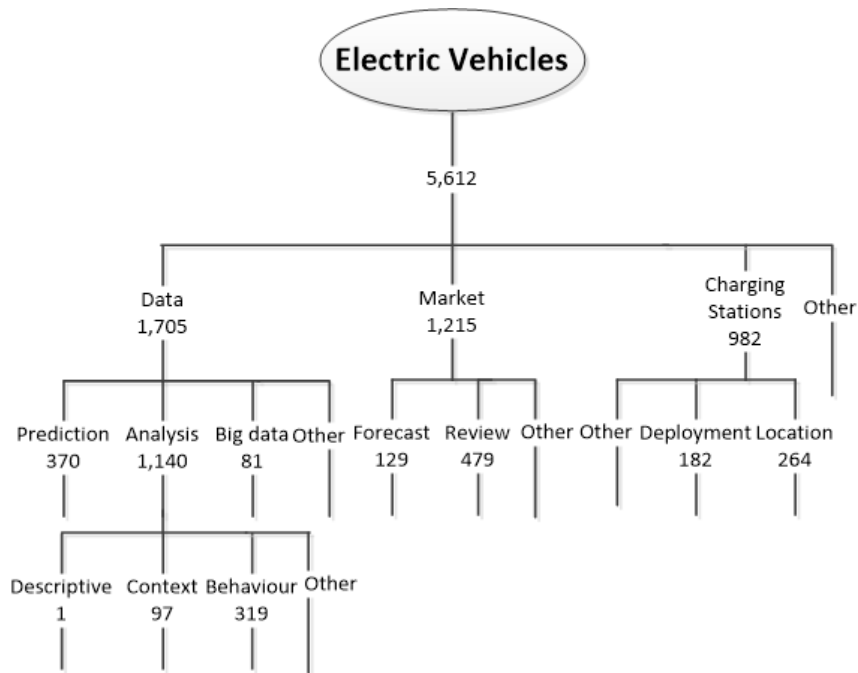 Electric Vehicles
5,612
Data
1,705
Market
1,215
Charging
Stations
982
Other
Prediction
370
Analysis
1,140
Big data
81
Other
Forecast
129
Review
479
Other
Other
Deployment
182
Location
264
Descriptive
1
Context
97
Behaviour
319
Other